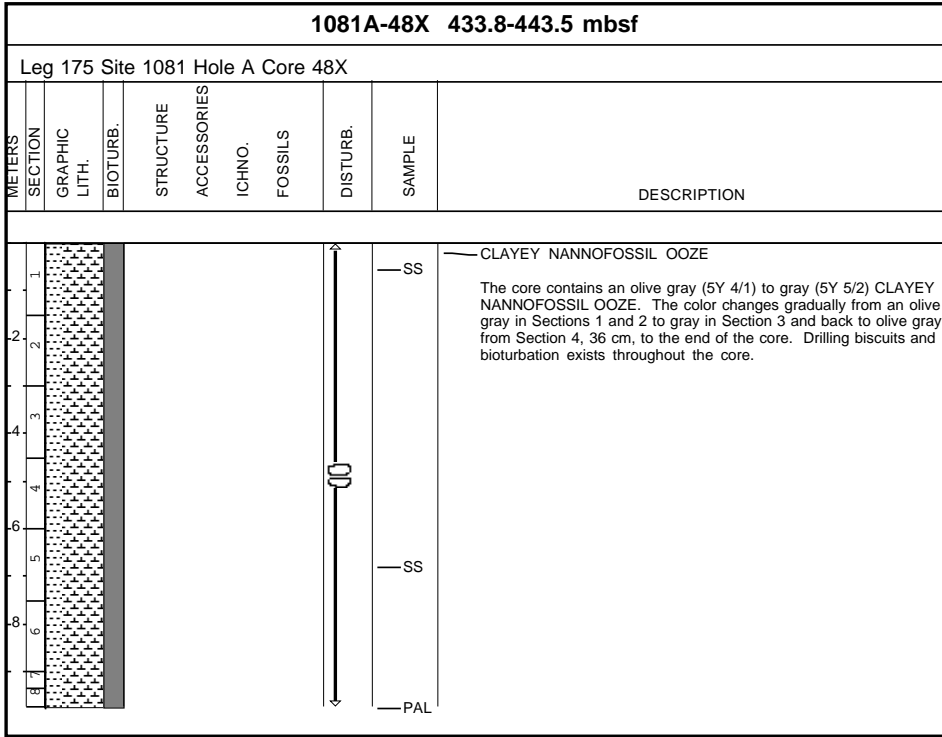 1081A-48X 433.8-443.5 mbsf
Leg 175 Site 1081 Hole A Core 48X
METERS
SECTION
GRAPHIC
LITH.
BIOTURB.
STRUCTURE
ACCESSORIES
ICHNO.
FOSSILS
DISTURB.
SAMPLE
DESCRIPTION
1
2
3
4
5
6
7
8
2
4
6
8
SS
SS
PAL
CLAYEY NANNOFOSSIL OOZE
The core contains an olive gray (5Y 4/1) to gray (5Y 5/2) CLAYEY
NANNOFOSSIL OOZE. The color changes gradually from an olive
gray in Sections 1 and 2 to gray in Section 3 and back to olive gray
from Section 4, 36 cm, to the end of the core. Drilling biscuits and
bioturbation exists throughout the core.